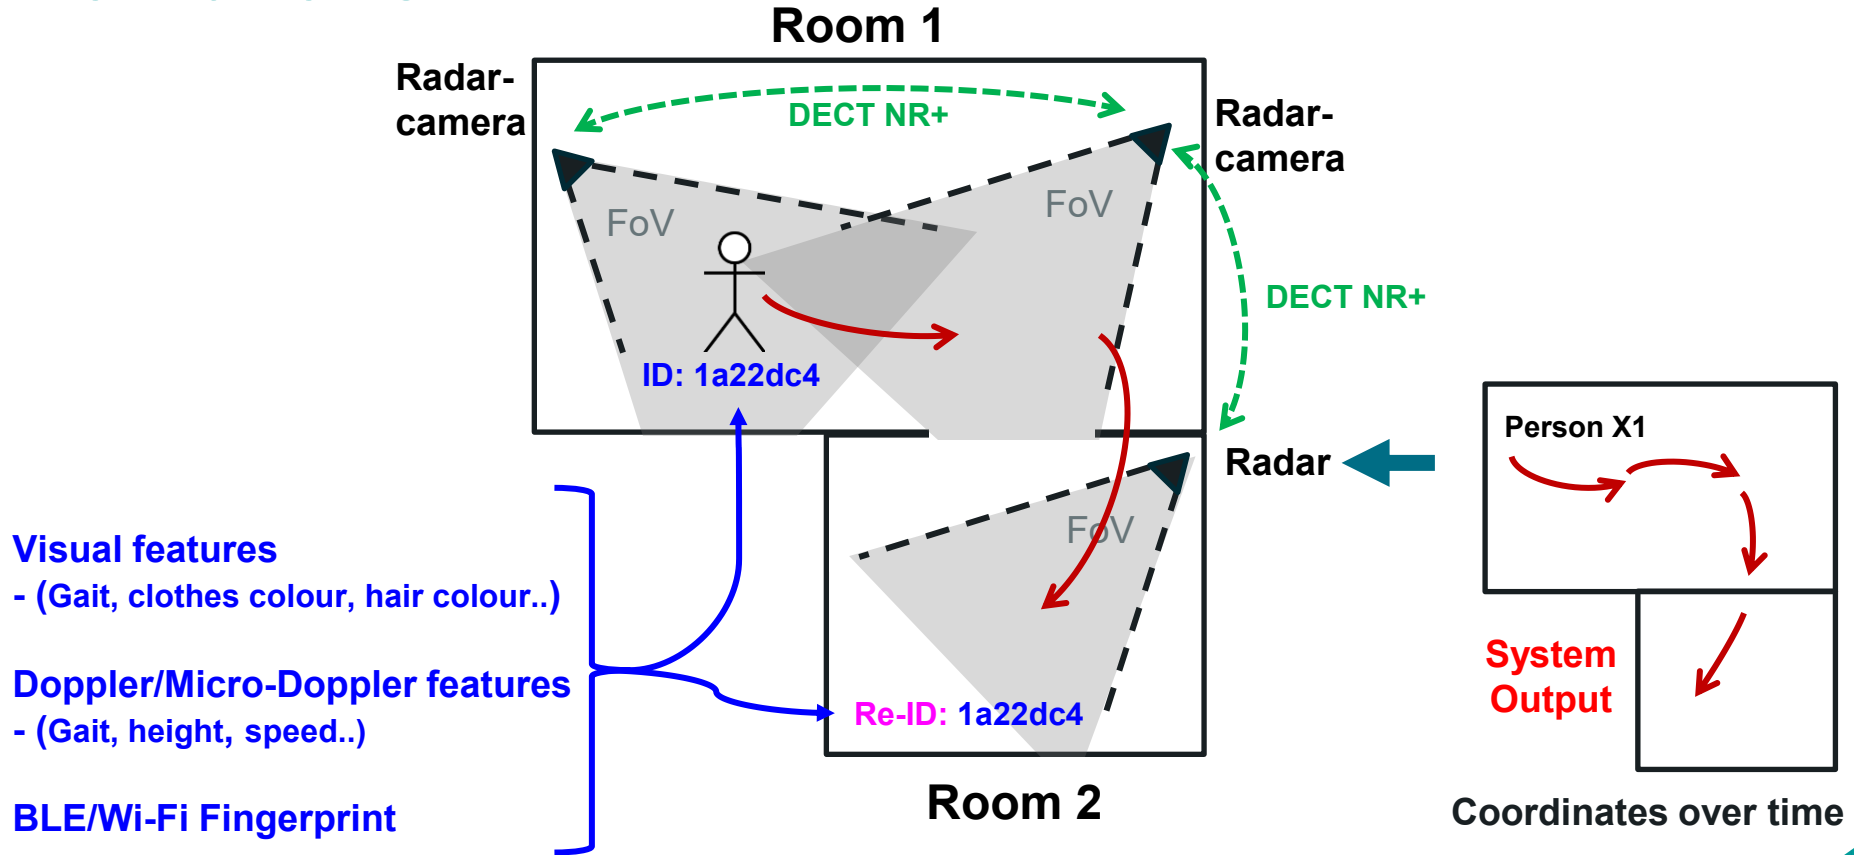 Room 1
Radar-
camera
DECT NR+
Radar-
camera
FoV
FoV
DECT NR+
ID: 1a22dc4
Radar
Person X1
FoV
Visual features
- (Gait, clothes colour, hair colour..)
Doppler/Micro-Doppler features
- (Gait, height, speed..)
BLE/Wi-Fi Fingerprint
Re-ID: 1a22dc4
System
Output
Room 2
Coordinates over time